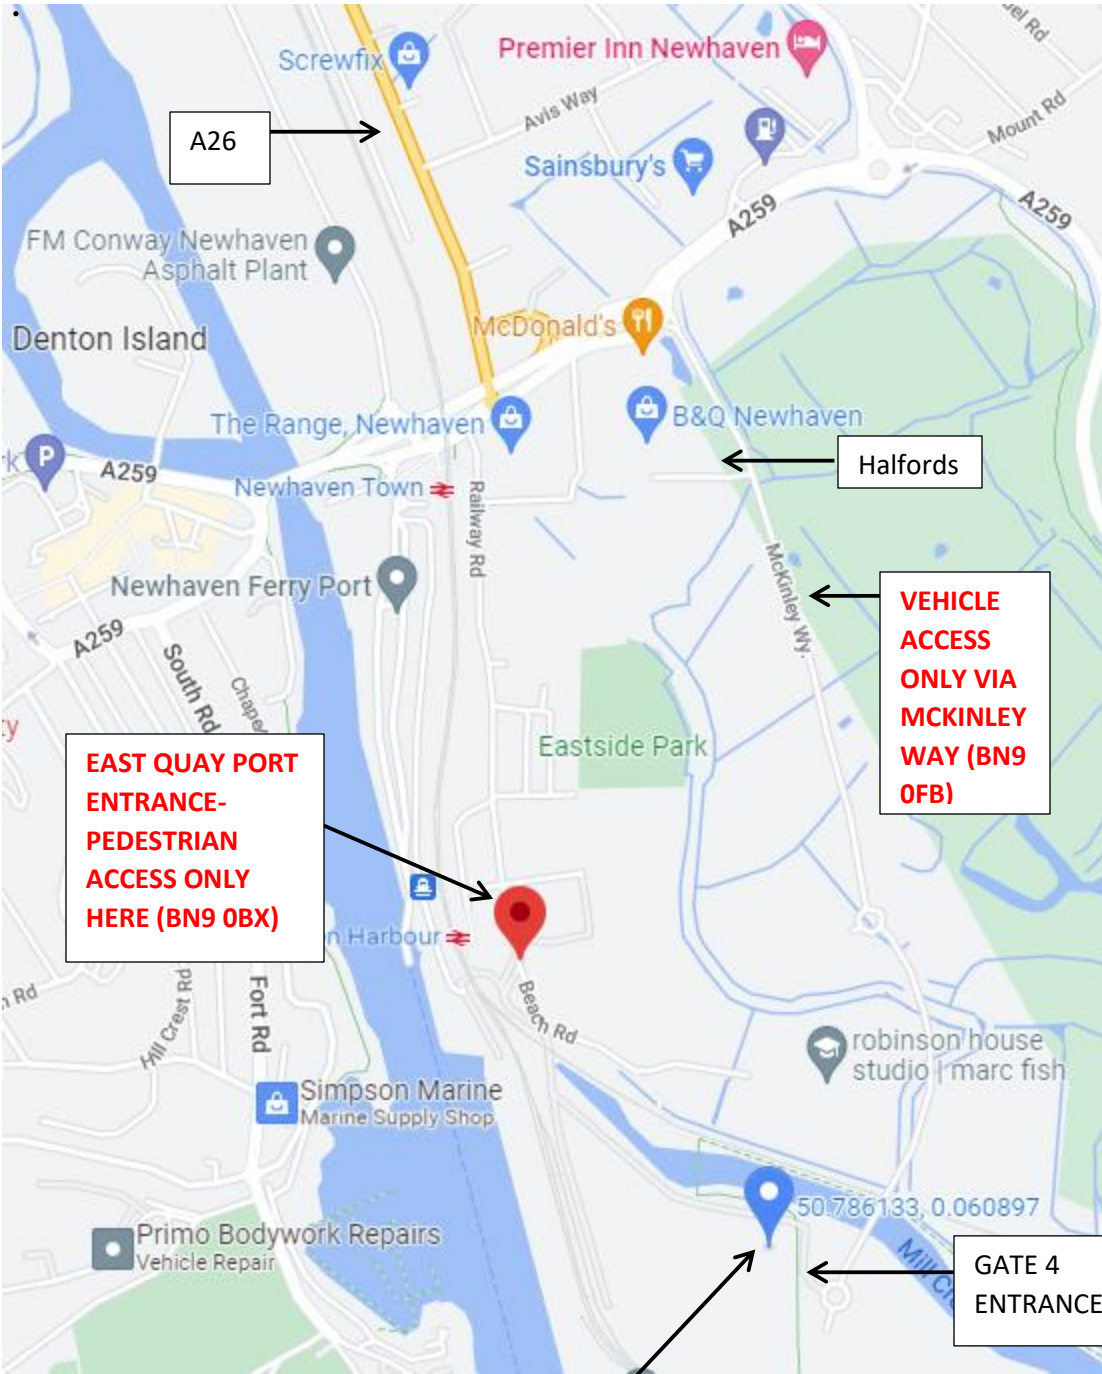 Screwfix
Premier Inn Newhaven
A26
Avis Way
Mount Rd
Sainsbury's
A259
A259
FM Conway Newhaven
Asphalt Plant
Denton Island
McDonald's
The Range, Newhaven
B&Q Newhaven
Halfords
P
A259
Newhaven Town
Railway Rd
McKinley Wy.
Newhaven Ferry Port
A259
South Rd
Chapel
VEHICLE
ACCESS
ONLY VIA
MCKINLEY
WAY (BN9
0FB)
Eastside Park
EAST QUAY PORT
ENTRANCE-
PEDESTRIAN
ACCESS ONLY
HERE (BN9 0BX)
n Harbour
Beach Rd
Rd
Hill Crest Rd
Fort Rd
robinson house
studio | marc fish
Simpson Marine
Marine Supply Shop
50.786133, 0.060897
Primo Bodywork Repairs
Vehicle Repair
Mill Cr
GATE 4
ENTRANCE